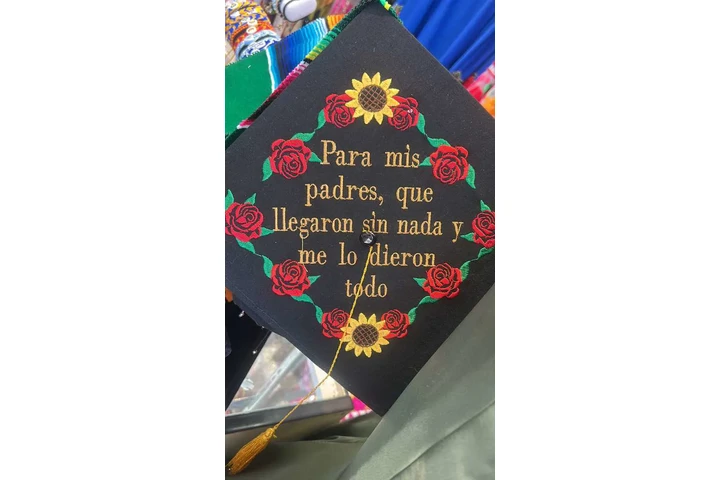 Para mis
padres, que
llegaron sin nada y
me lo dieron
todo